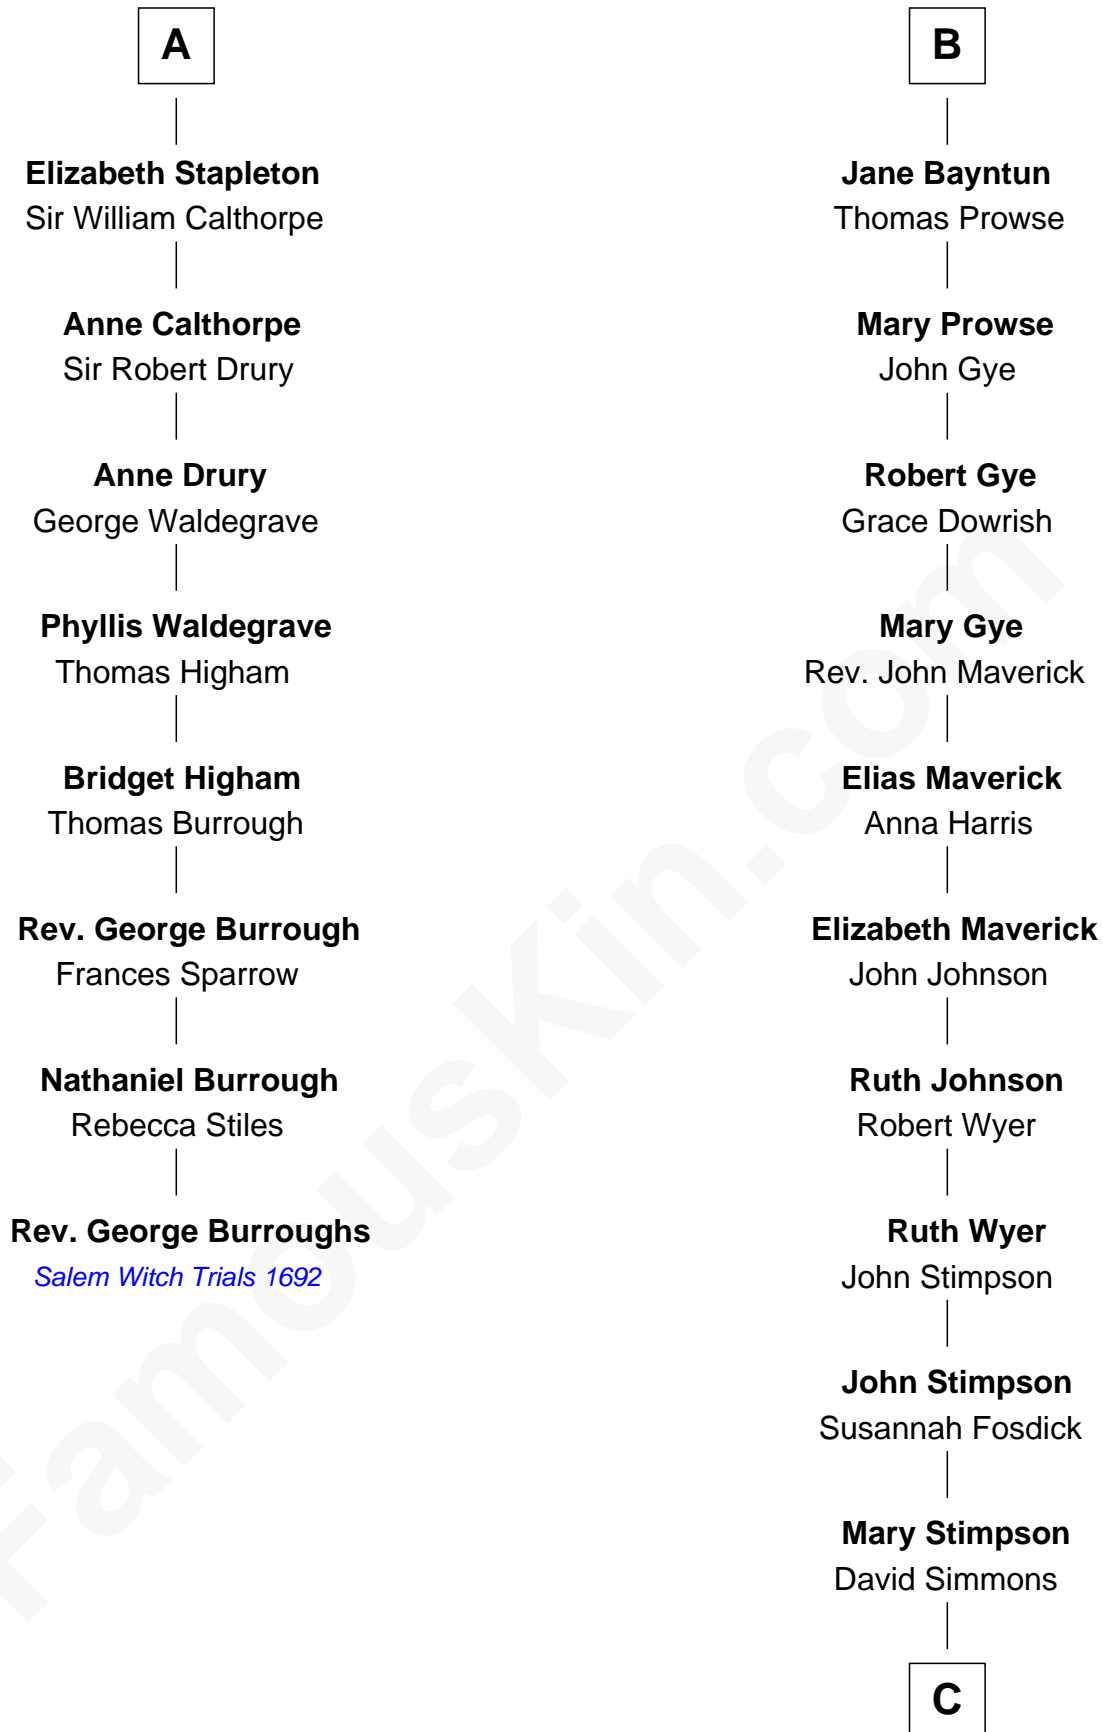 A
Elizabeth Stapleton
Sir William Calthorpe
Anne Calthorpe
Sir Robert Drury
Anne Drury
George Waldegrave
Phyllis Waldegrave
Thomas Higham
Bridget Higham
Thomas Burrough
Rev. George Burrough
Frances Sparrow
Nathaniel Burrough
Rebecca Stiles
Rev. George Burroughs
Salem Witch Trials 1692
B
Jane Bayntun
Thomas Prowse
Mary Prowse
John Gye
Robert Gye
Grace Dowrish
Mary Gye
Rev. John Maverick
Elias Maverick
Anna Harris
Elizabeth Maverick
John Johnson
Ruth Johnson
Robert Wyer
Ruth Wyer
John Stimpson
John Stimpson
Susannah Fosdick
Mary Stimpson
David Simmons
C
FamousKin.com